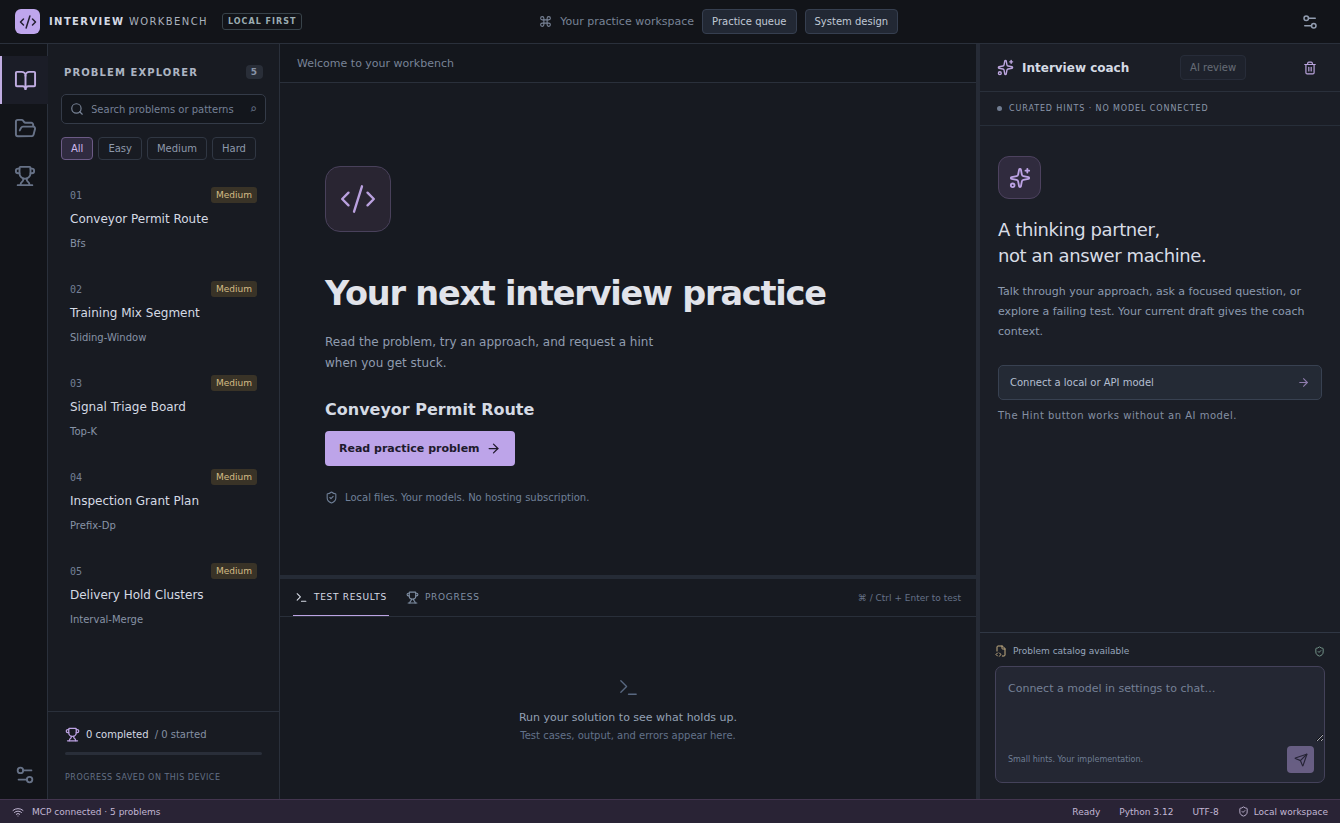 INTERVIEW WORKBENCH LOCAL FIRST
⌘ Your practice workspace Practice queue System design
PROBLEM EXPLORER 5
Search problems or patterns ⌕
All Easy Medium Hard
01 Medium
Conveyor Permit Route
Bfs
02 Medium
Training Mix Segment
Sliding-Window
03 Medium
Signal Triage Board
Top-K
04 Medium
Inspection Grant Plan
Prefix-Dp
05 Medium
Delivery Hold Clusters
Interval-Merge
0 completed / 0 started
PROGRESS SAVED ON THIS DEVICE
Welcome to your workbench
Your next interview practice
Read the problem, try an approach, and request a hint
when you get stuck.
Conveyor Permit Route
Read practice problem
Local files. Your models. No hosting subscription.
TEST RESULTS PROGRESS ⌘ / Ctrl + Enter to test
Run your solution to see what holds up.
Test cases, output, and errors appear here.
Interview coach AI review
CURATED HINTS · NO MODEL CONNECTED
A thinking partner,
not an answer machine.
Talk through your approach, ask a focused question, or
explore a failing test. Your current draft gives the coach
context.
Connect a local or API model
The Hint button works without an AI model.
Problem catalog available
Connect a model in settings to chat…
Small hints. Your implementation.
MCP connected · 5 problems Ready Python 3.12 UTF-8 Local workspace